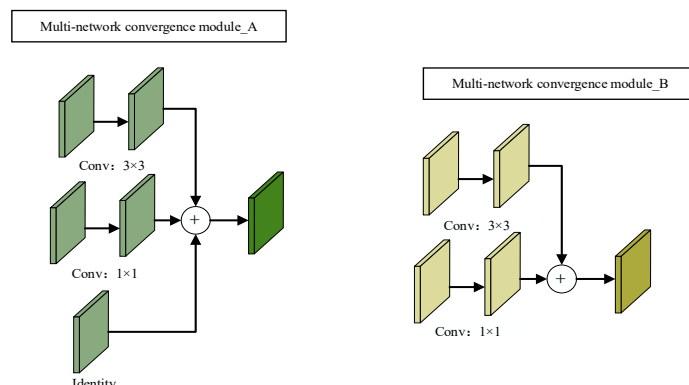 Multi-network convergence module_A
Conv：3×3
Conv：1×1
Identity
+
Multi-network convergence module_B
Conv：3×3
Conv：1×1
+